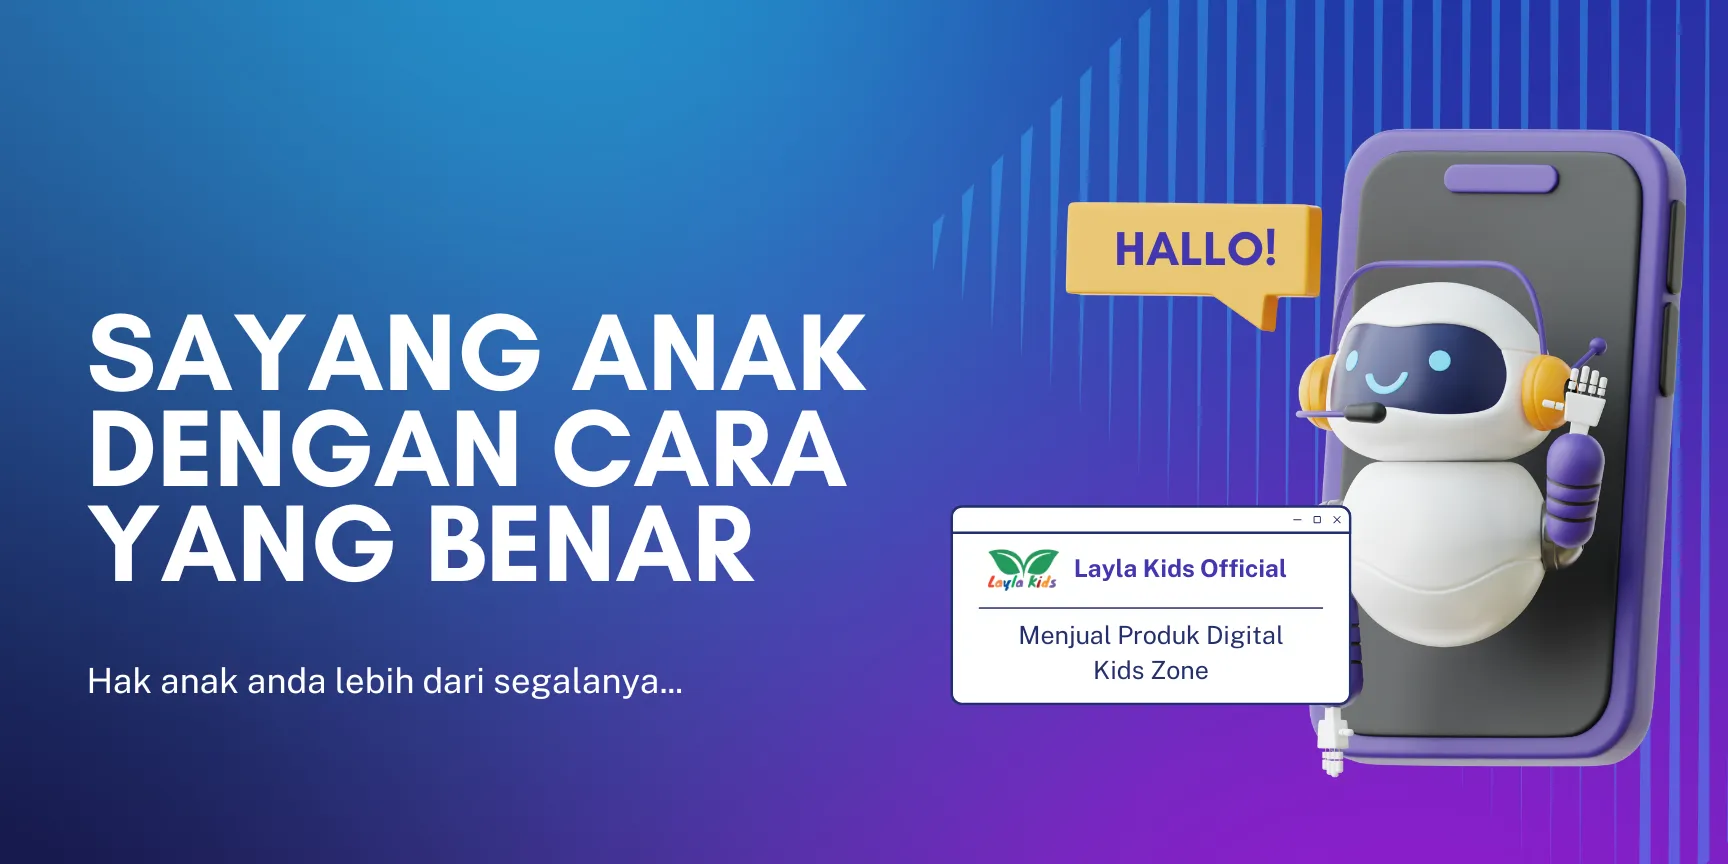 HALLO!
SAYANG ANAK
DENGAN CARA
YANG BENAR
Hak anak anda lebih dari segalanya...
Layla Kids
Layla Kids Official
Menjual Produk Digital
Kids Zone